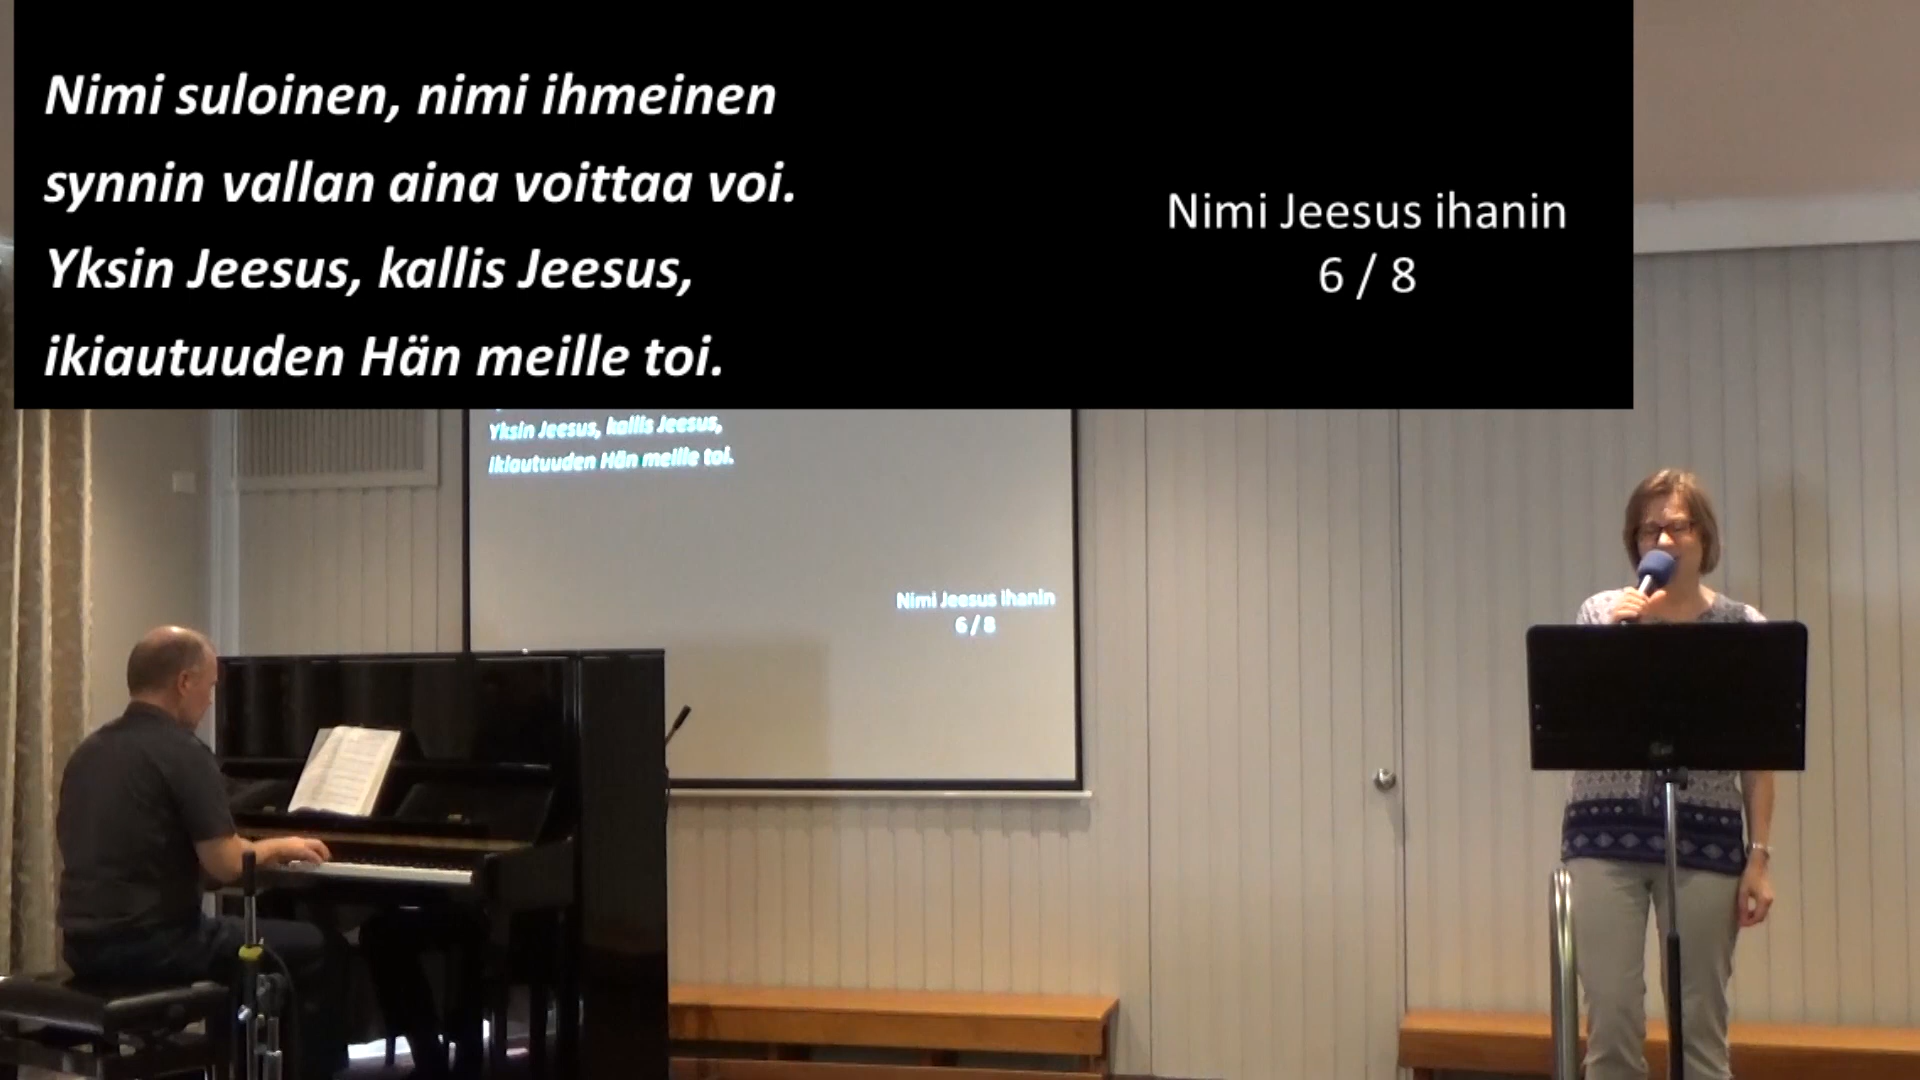 Nimi suloinen, nimi ihmeinen
synnin vallan aina voittaa voi.
Yksin Jeesus, kallis Jeesus,
ikiautuuden Hän meille toi.
Nimi Jeesus ihanin
6 / 8
Yksin Jeesus, kallis Jeesus,
ikiautuuden Hän meille toi.
Nimi Jeesus ihanin
6 / 8